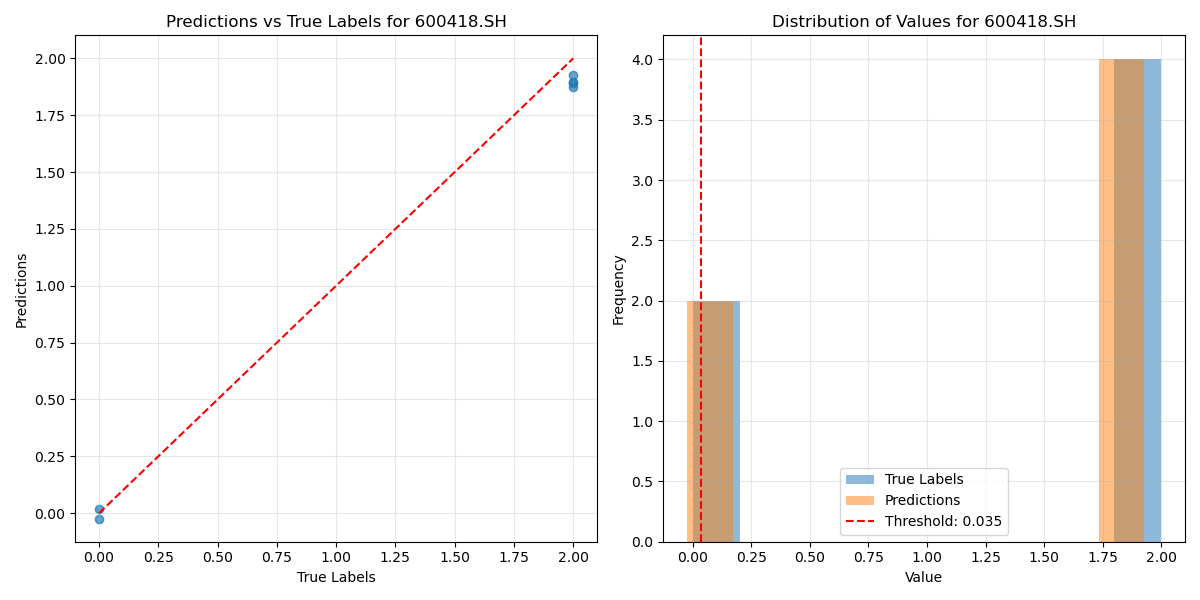 Predictions vs True Labels for 600418.SH
2.00
1.75
1.50
1.25
1.00
0.75
0.50
0.25
0.00
Predictions
0.00 0.25 0.50 0.75 1.00 1.25 1.50 1.75 2.00
True Labels
Distribution of Values for 600418.SH
4.0
3.5
3.0
2.5
2.0
1.5
1.0
0.5
0.0
Frequency
True Labels
Predictions
Threshold: 0.035
0.00 0.25 0.50 0.75 1.00 1.25 1.50 1.75 2.00
Value